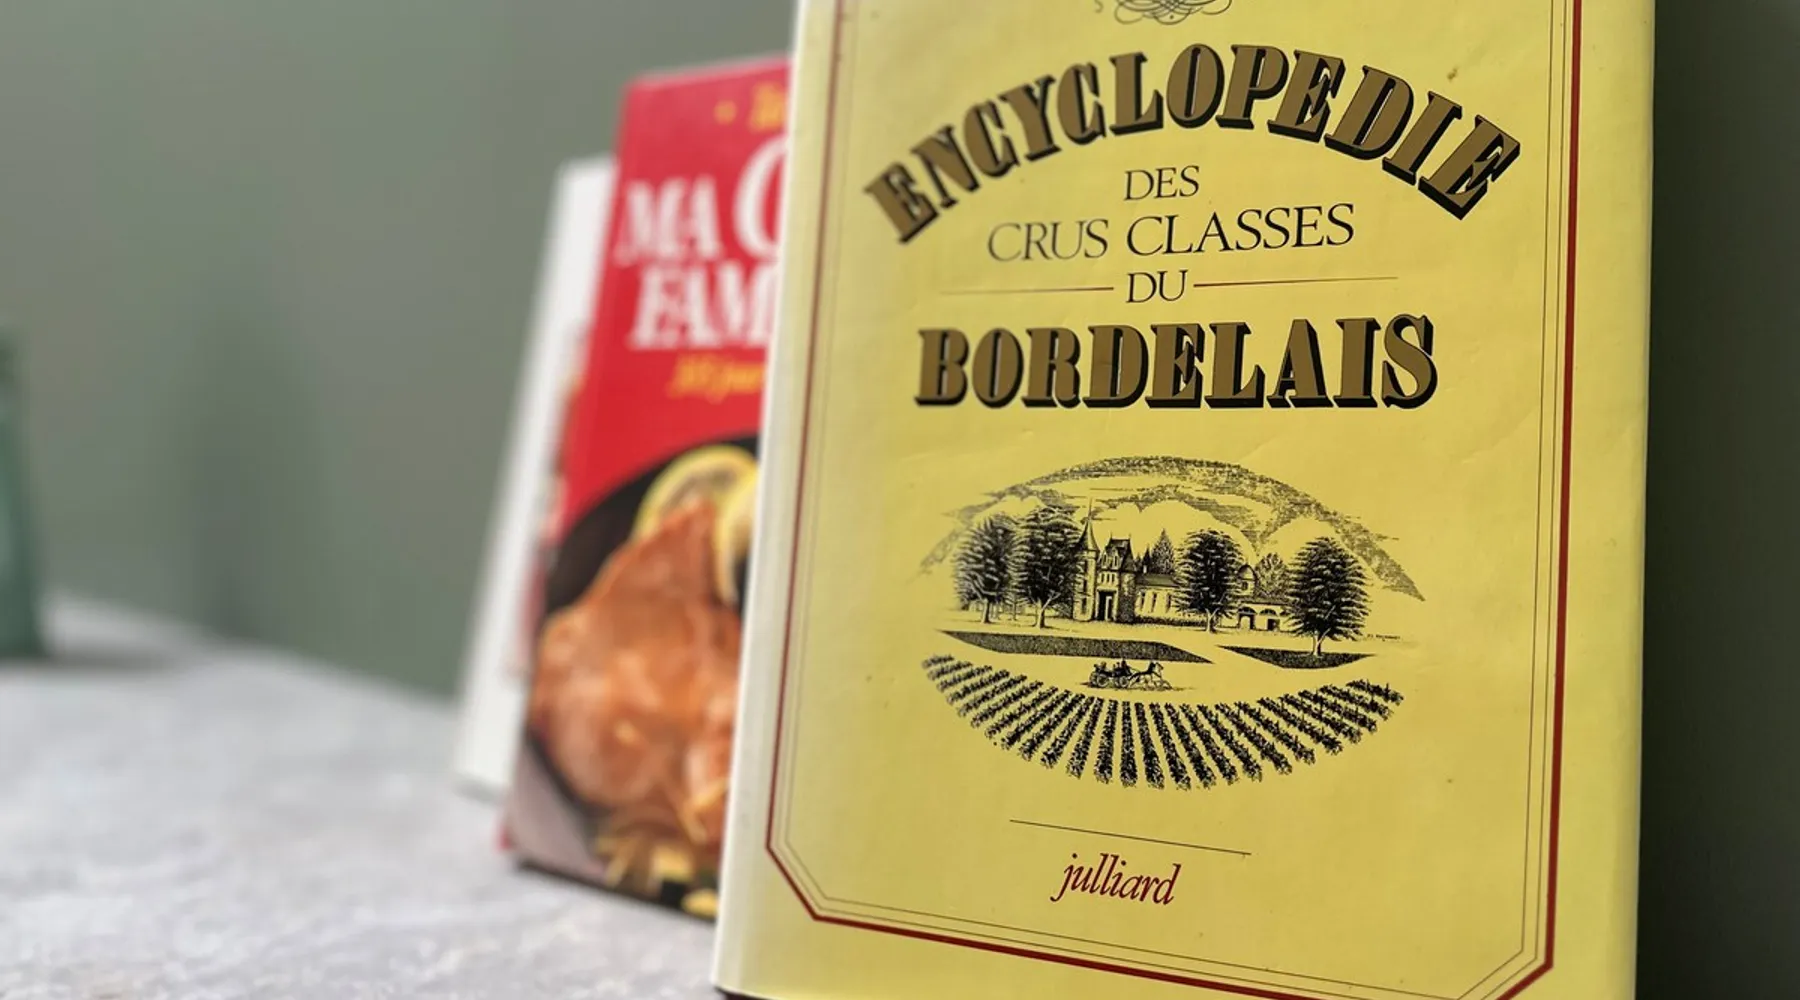 ENCYCLOPEDIE
DES
CRUS CLASSES
DU
BORDELAIS
julliard
MA
FAM